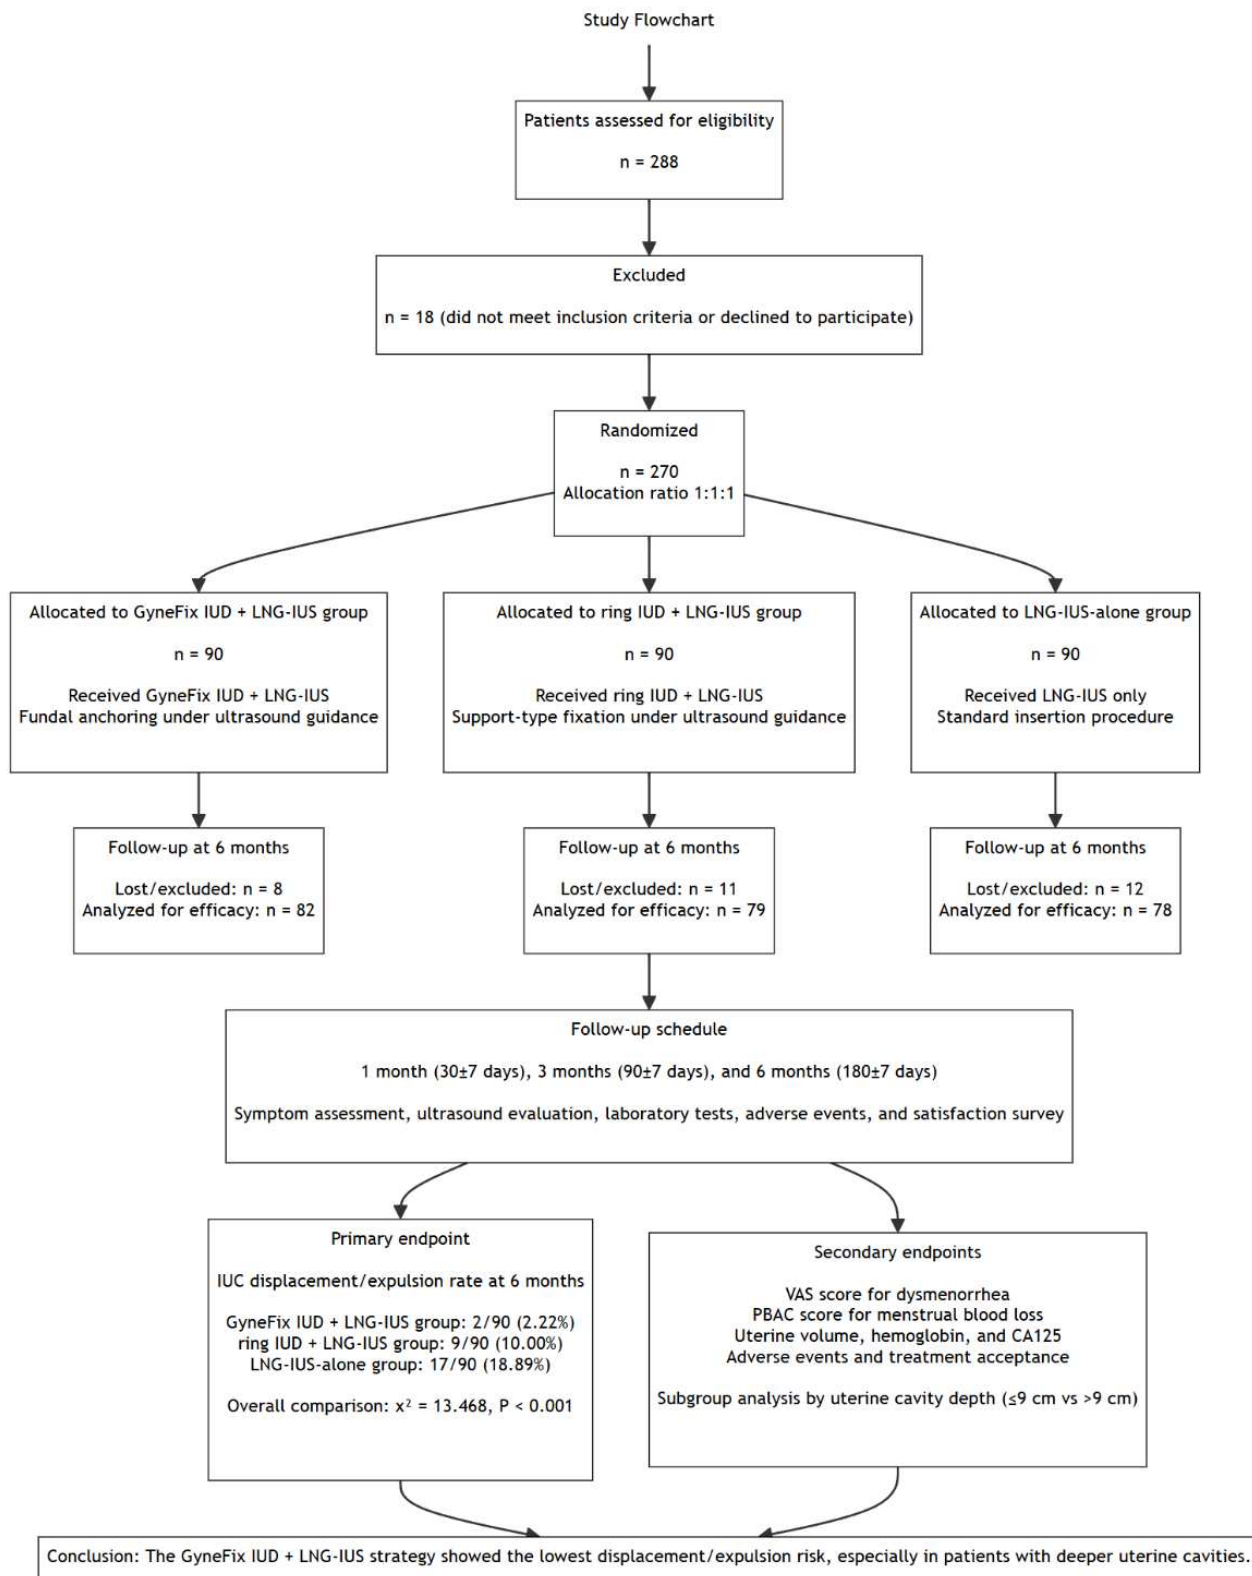 Study Flowchart
Patients assessed for eligibility
n = 288
Excluded
n = 18 (did not meet inclusion criteria or declined to participate)
Randomized
n = 270
Allocation ratio 1:1:1
Allocated to GyneFix IUD + LNG-IUS group
n = 90
Received GyneFix IUD + LNG-IUS
Fundal anchoring under ultrasound guidance
Allocated to ring IUD + LNG-IUS group
n = 90
Received ring IUD + LNG-IUS
Support-type fixation under ultrasound guidance
Allocated to LNG-IUS-alone group
n = 90
Received LNG-IUS only
Standard insertion procedure
Follow-up at 6 months
Lost/excluded: n = 8
Analyzed for efficacy: n = 82
Follow-up at 6 months
Lost/excluded: n = 11
Analyzed for efficacy: n = 79
Follow-up at 6 months
Lost/excluded: n = 12
Analyzed for efficacy: n = 78
Follow-up schedule
1 month (30±7 days), 3 months (90±7 days), and 6 months (180±7 days)
Symptom assessment, ultrasound evaluation, laboratory tests, adverse events, and satisfaction survey
Primary endpoint
IUC displacement/expulsion rate at 6 months
GyneFix IUD + LNG-IUS group: 2/90 (2.22%)
ring IUD + LNG-IUS group: 9/90 (10.00%)
LNG-IUS-alone group: 17/90 (18.89%)
Overall comparison: x² = 13.468, P < 0.001
Secondary endpoints
VAS score for dysmenorrhea
PBAC score for menstrual blood loss
Uterine volume, hemoglobin, and CA125
Adverse events and treatment acceptance
Subgroup analysis by uterine cavity depth (≤9 cm vs >9 cm)
Conclusion: The GyneFix IUD + LNG-IUS strategy showed the lowest displacement/expulsion risk, especially in patients with deeper uterine cavities.